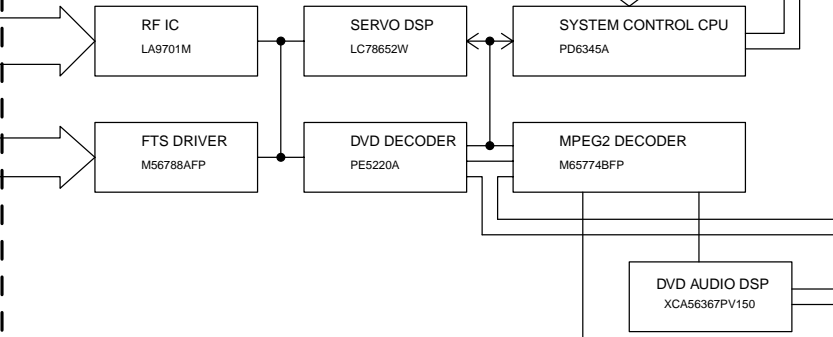 RF IC
LA9701M
SERVO DSP
LC78652W
SYSTEM CONTROL CPU
PD6345A
FTS DRIVER
M56788AFP
DVD DECODER
PE5220A
MPEG2 DECODER
M65774BFP
DVD AUDIO DSP
XCA56367PV150